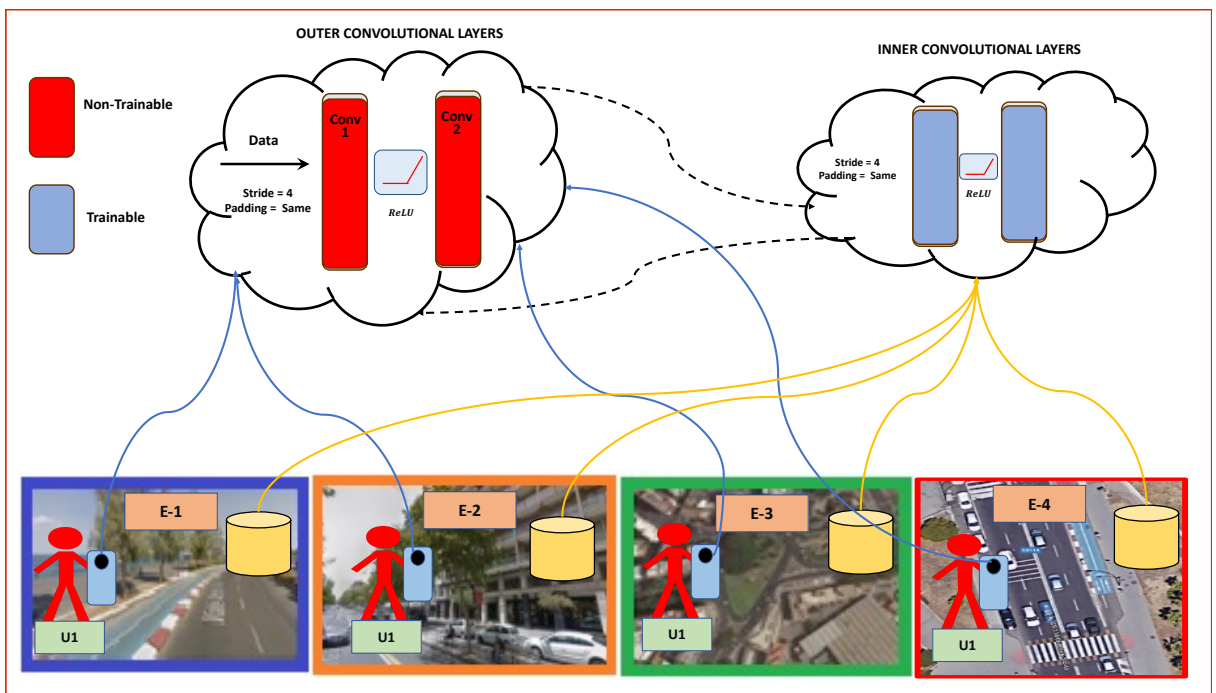 OUTER CONVOLUTIONAL LAYERS
INNER CONVOLUTIONAL LAYERS
Non-Trainable
Trainable
Data
Stride = 4
Padding = Same
Conv
1
ReLU
Conv
2
Stride = 4
Padding = Same
ReLU
E-1
E-2
E-3
E-4
U1
U1
U1
U1